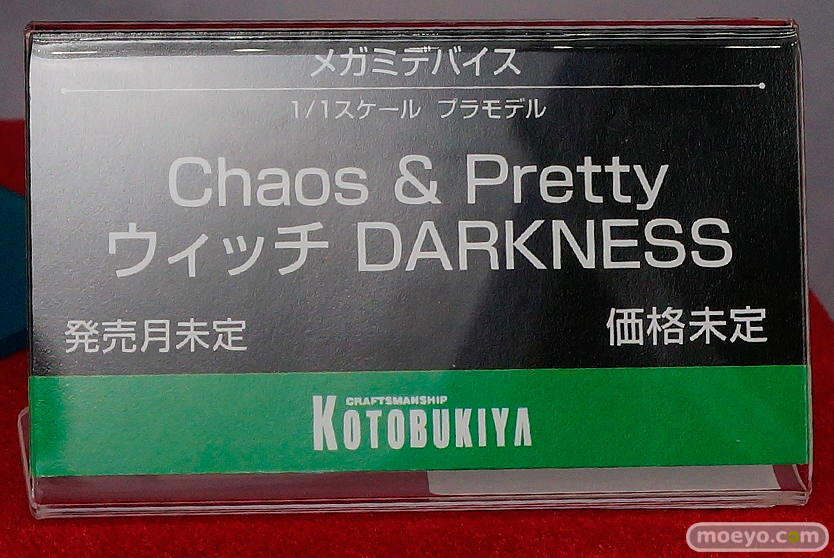 メガミデバイス
1/1スケール プラモデル
Chaos & Pretty
ウィッチ DARKNESS
発売月未定 価格未定
CRAFTSMANSHIP
KOTOBUKIYA
moeyo.com